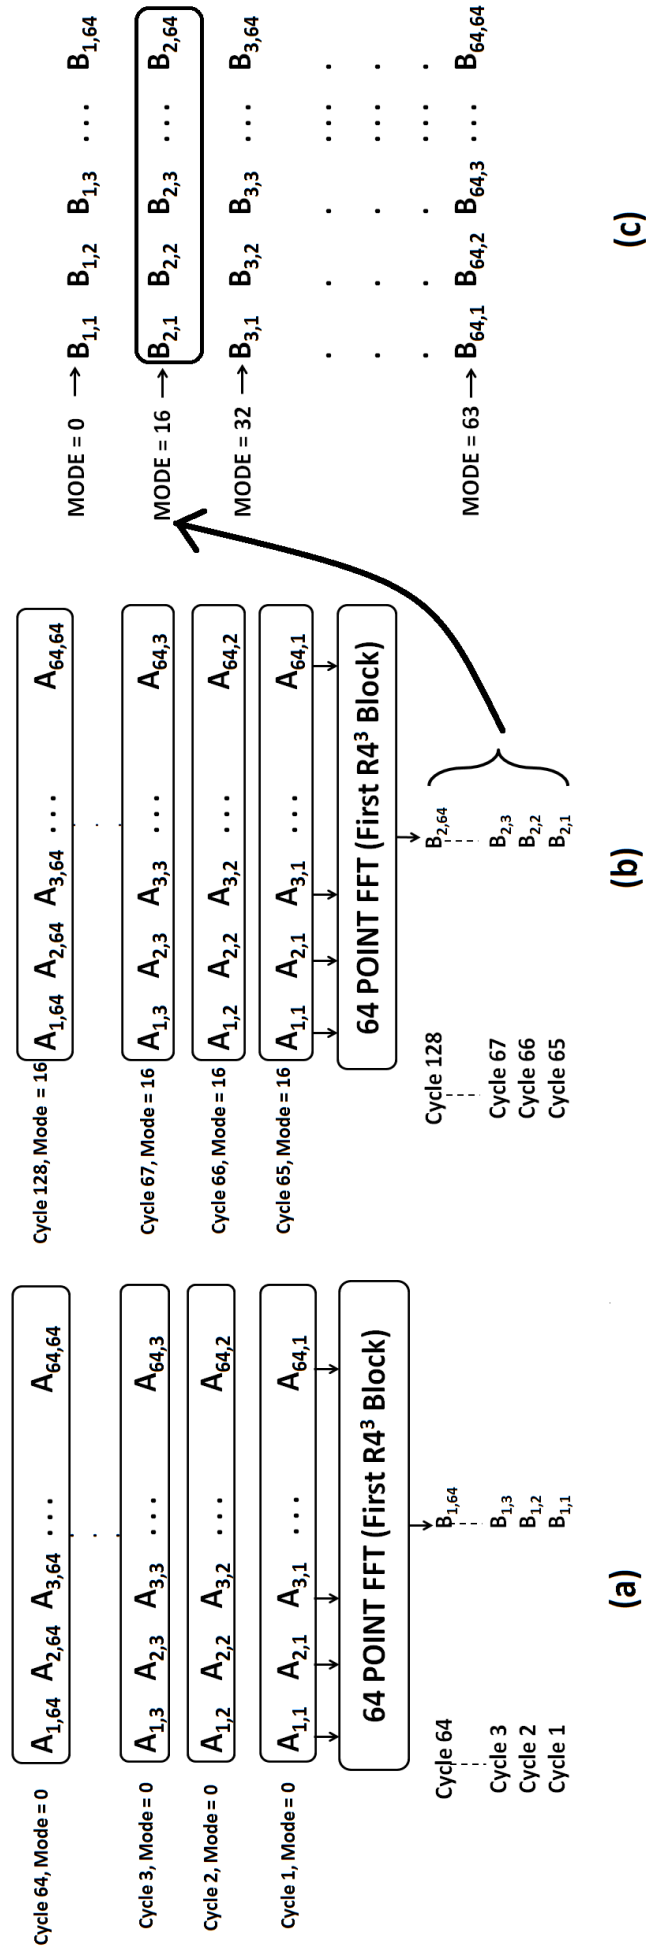 Cycle 64, Mode = 0 A1,64 A2,64 A3,64 ... A64,64
Cycle 3, Mode = 0 A1,3 A2,3 A3,3 ... A64,3
Cycle 2, Mode = 0 A1,2 A2,2 A3,2 ... A64,2
Cycle 1, Mode = 0 A1,1 A2,1 A3,1 ... A64,1
64 POINT FFT (First R4³ Block)
Cycle 64 B1,64
Cycle 3 B1,3
Cycle 2 B1,2
Cycle 1 B1,1
(a)
Cycle 128, Mode = 16 A1,64 A2,64 A3,64 ... A64,64
Cycle 67, Mode = 16 A1,3 A2,3 A3,3 ... A64,3
Cycle 66, Mode = 16 A1,2 A2,2 A3,2 ... A64,2
Cycle 65, Mode = 16 A1,1 A2,1 A3,1 ... A64,1
64 POINT FFT (First R4³ Block)
Cycle 128 B2,64
Cycle 67 B2,3
Cycle 66 B2,2
Cycle 65 B2,1
(b)
MODE = 0 B1,1 B1,2 B1,3 ... B1,64
MODE = 16 B2,1 B2,2 B2,3 ... B2,64
MODE = 32 B3,1 B3,2 B3,3 ... B3,64
MODE = 63 B64,1 B64,2 B64,3 ... B64,64
(c)